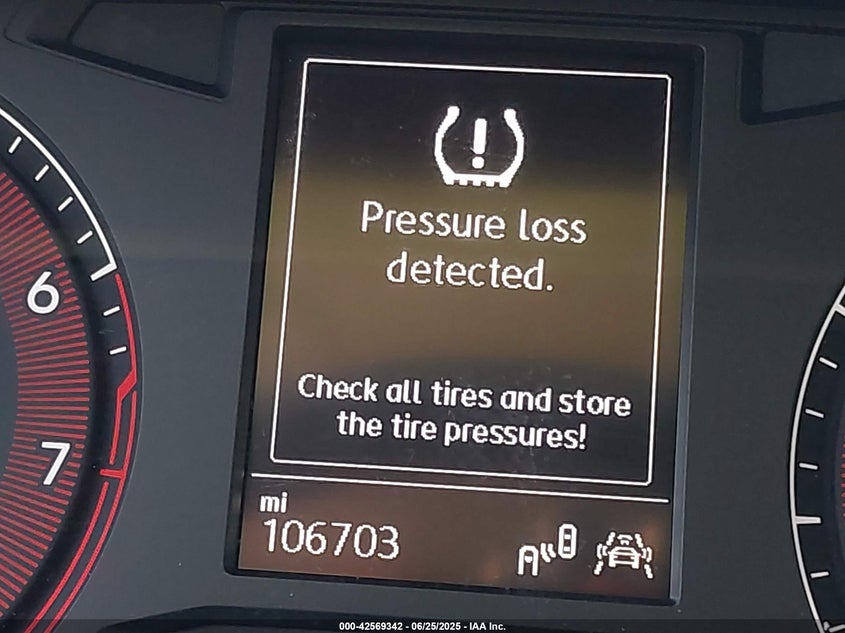 Pressure loss
detected.
Check all tires and store
the tire pressures!
6
7
mi
106703
A
000-42569342 - 06/25/2025 - IAA Inc.